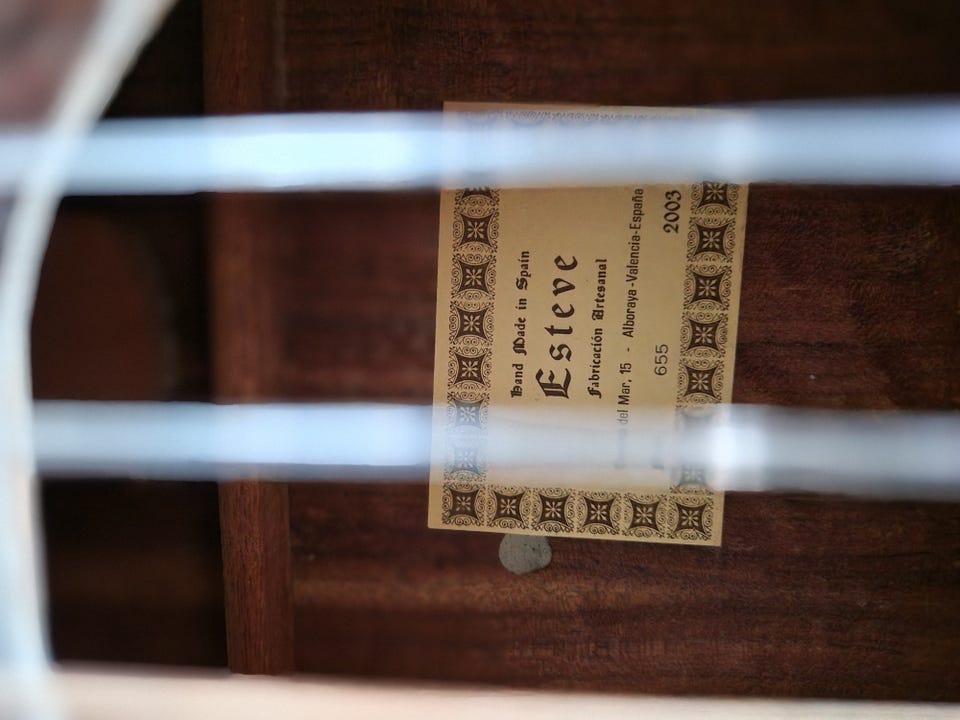 Hand Made in Spain
Esteve
Fabricación Artesanal
del Mar, 15 - Alboraya-Valencia-España
655
2003